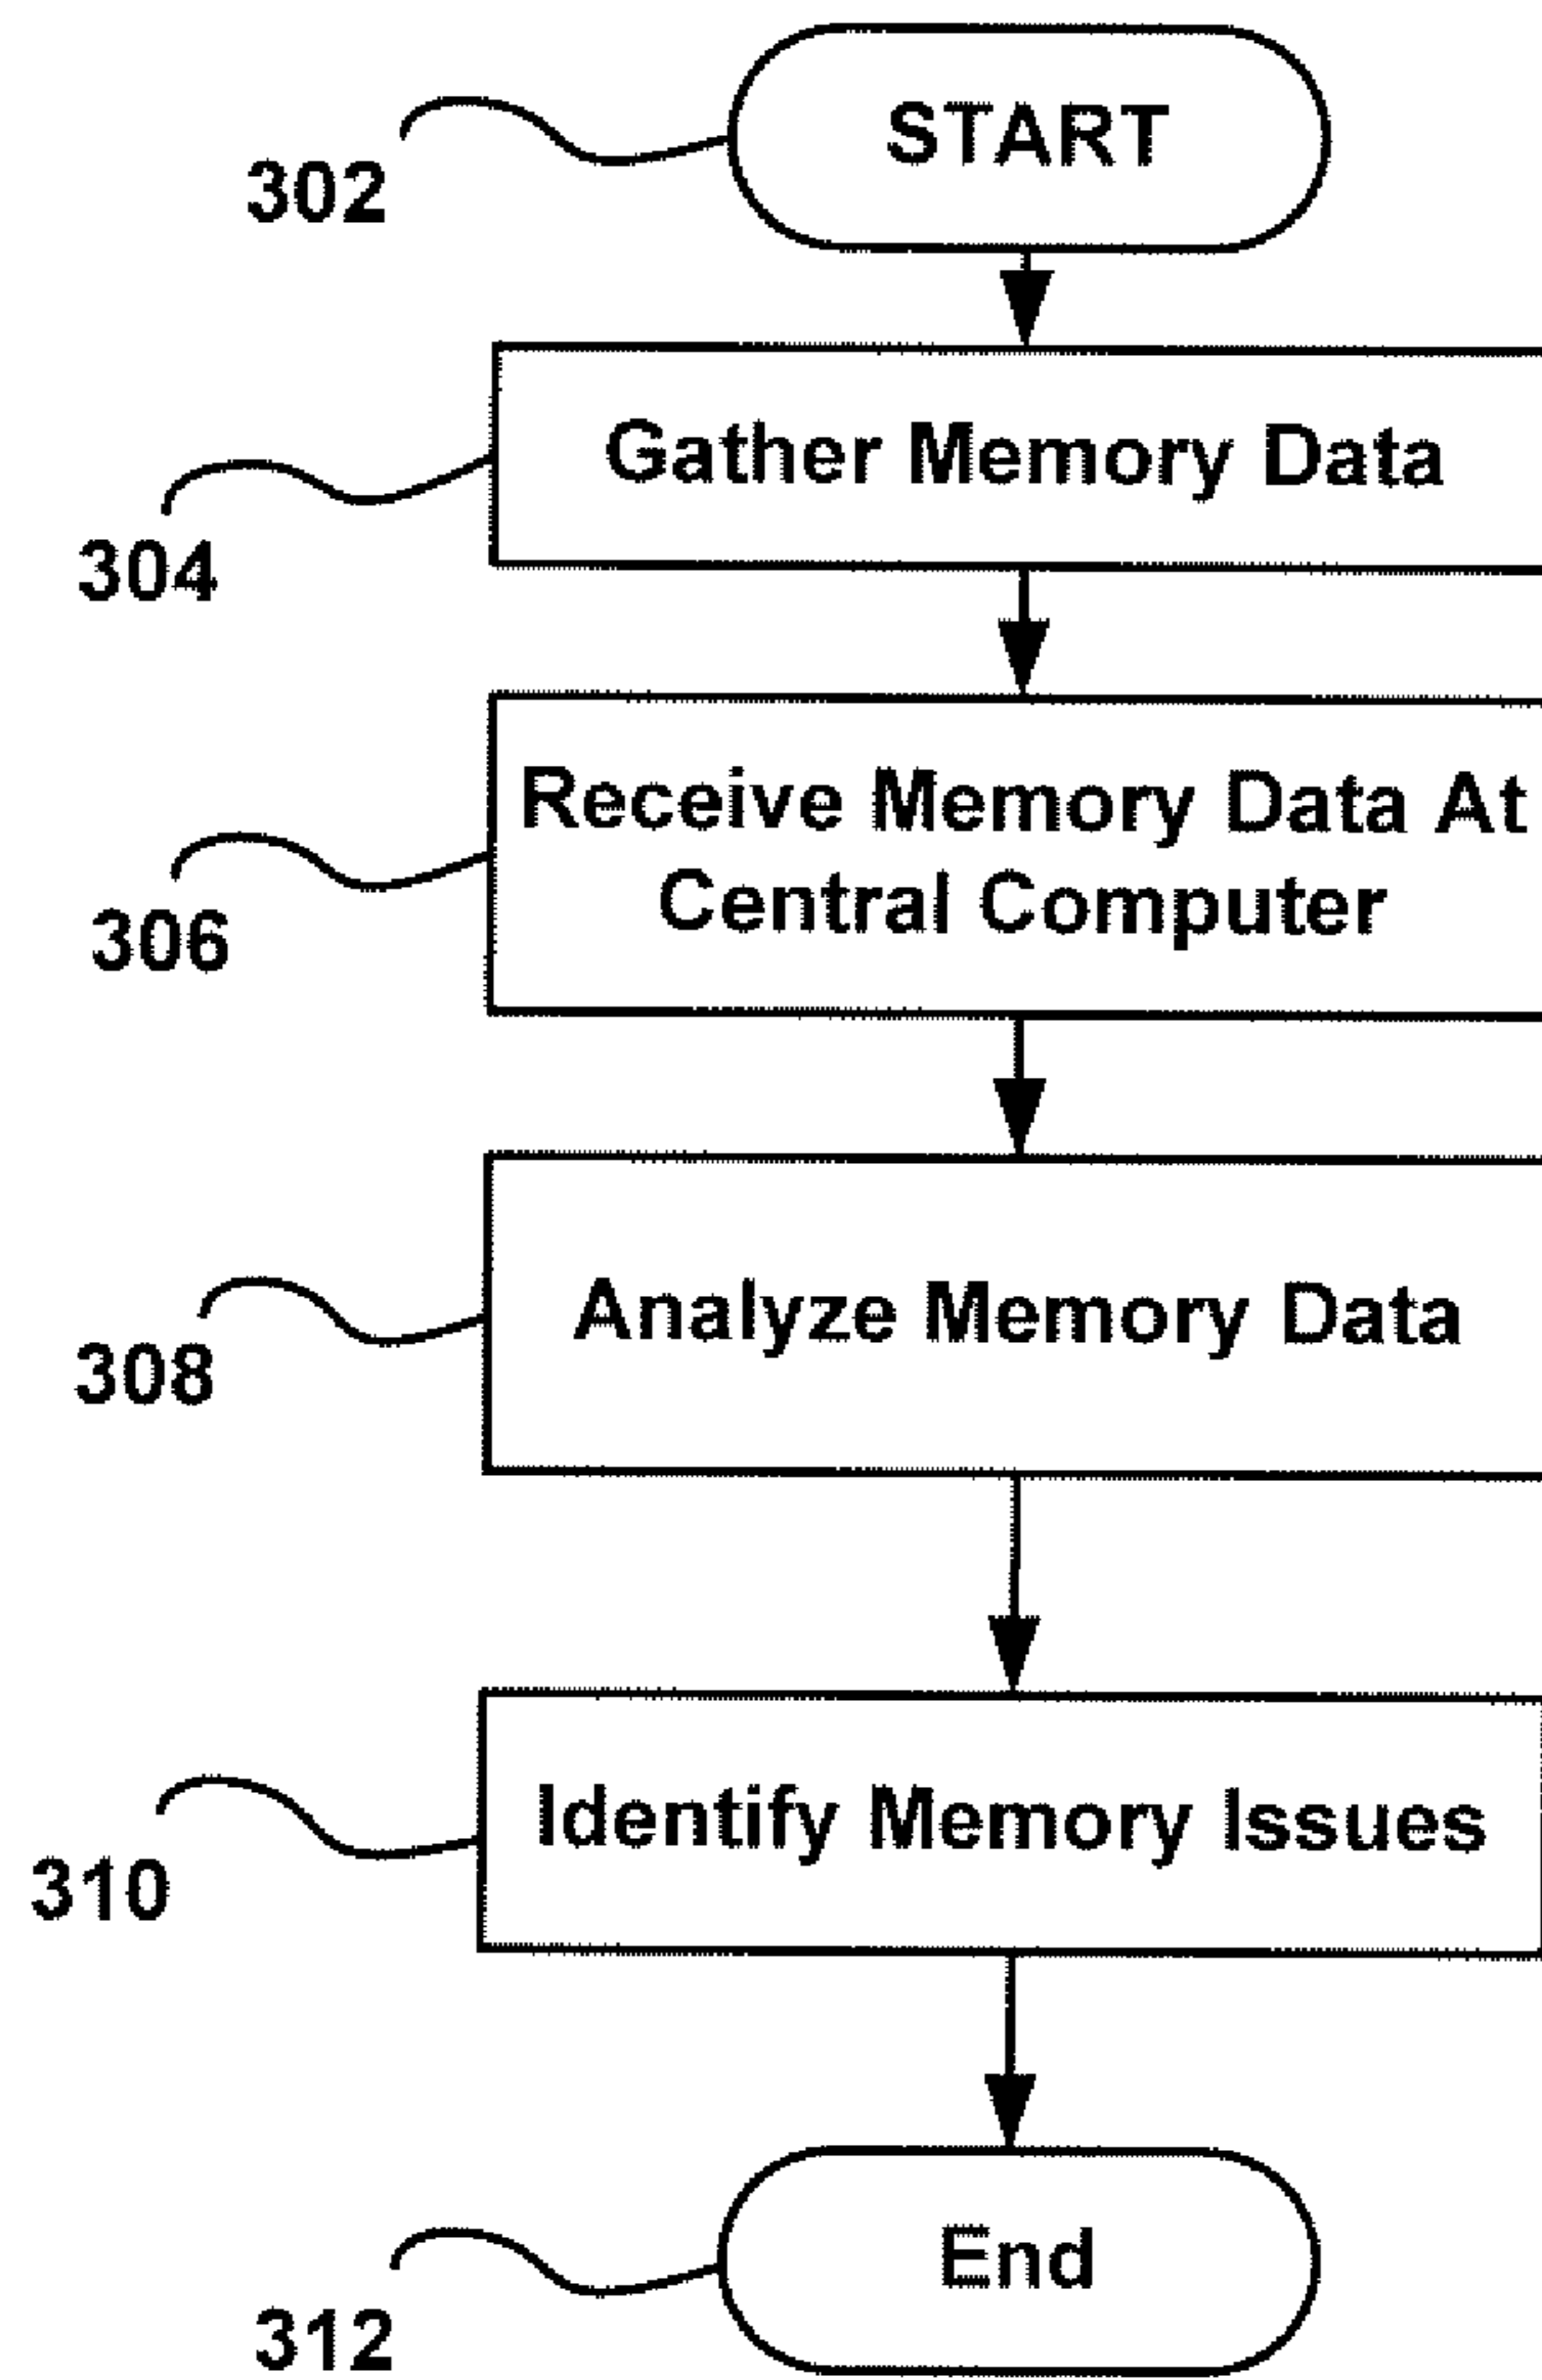 START
302
Gather Memory Data
304
Receive Memory Data At
Central Computer
306
Analyze Memory Data
308
Identify Memory Issues
310
End
312